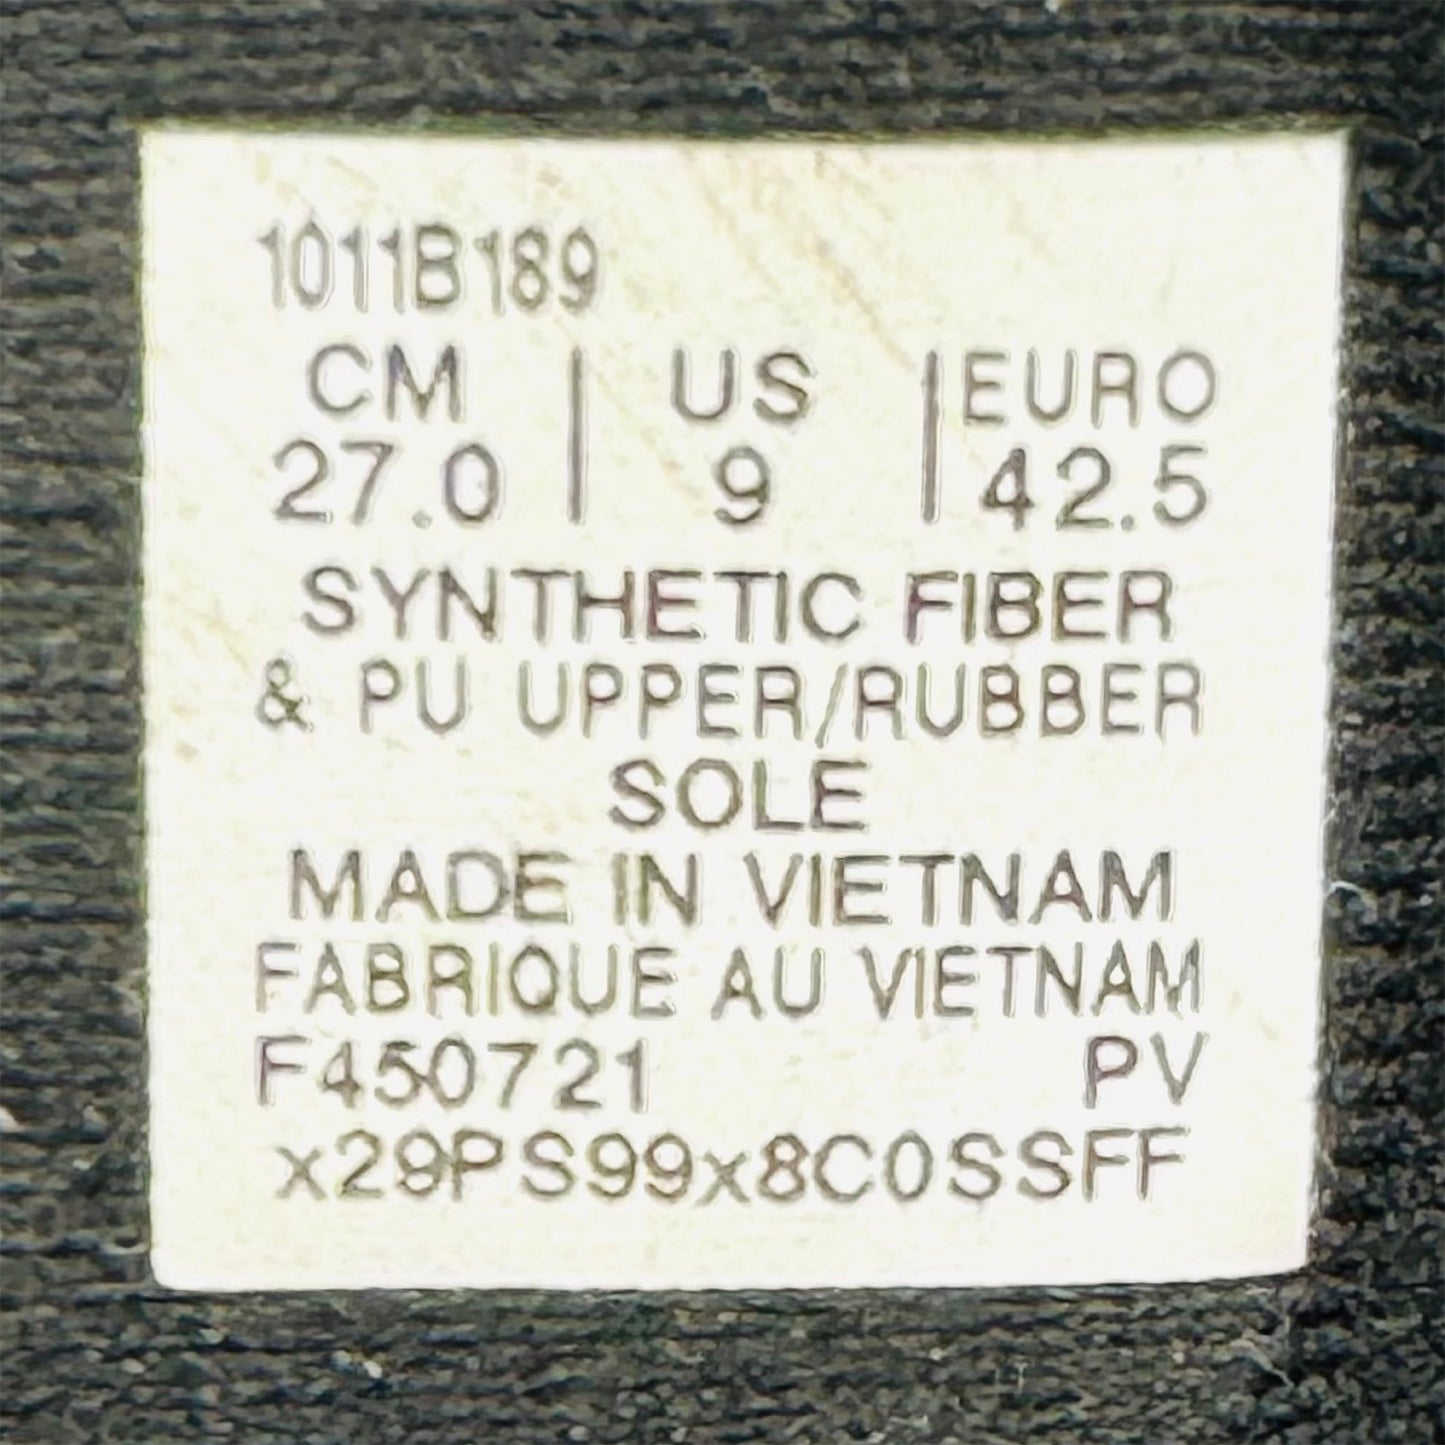 1011B189
CM | US | EURO
27.0 | 9 | 42.5
SYNTHETIC FIBER
& PU UPPER/RUBBER
SOLE
MADE IN VIETNAM
FABRIQUE AU VIETNAM
F450721 PV
x29PS99x8C0SSFF